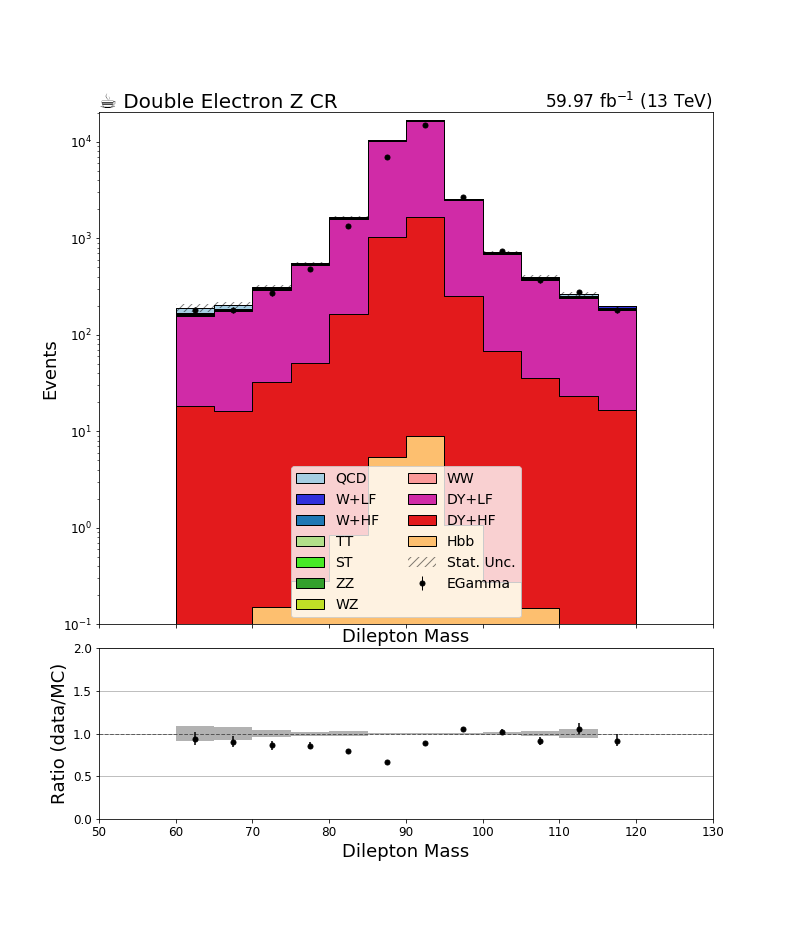 ☕ Double Electron Z CR 59.97 fb⁻¹ (13 TeV)
10⁴
10³
10²
10¹
10⁰
10⁻¹
Events
QCD WW
W+LF DY+LF
W+HF DY+HF
TT Hbb
ST Stat. Unc.
ZZ EGamma
WZ
Dilepton Mass
2.0
1.5
1.0
0.5
0.0
Ratio (data/MC)
50 60 70 80 90 100 110 120 130
Dilepton Mass